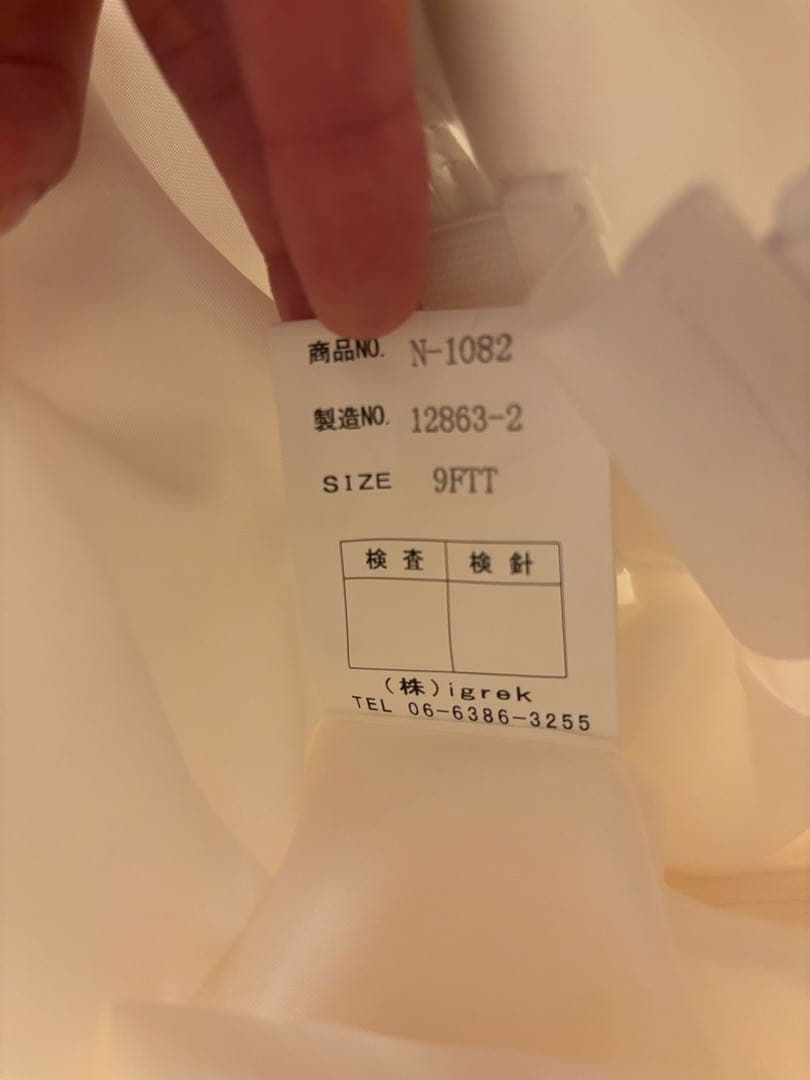 商品NO. N-1082
製造NO. 12863-2
SIZE 9FTT
検 査 検 針
(株)igrek
TEL 06-6386-3255